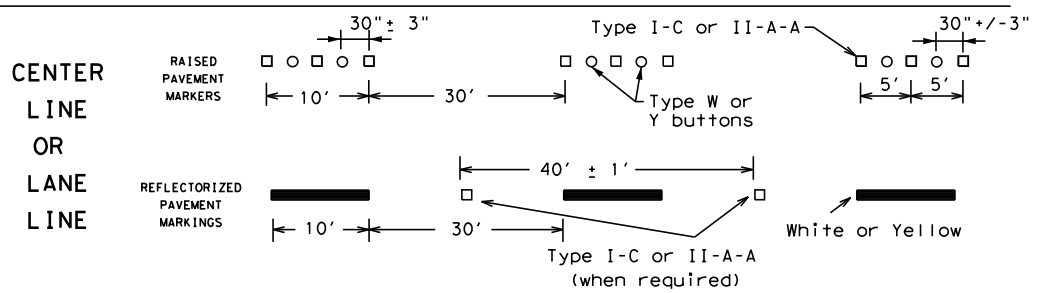 CENTER
LINE
OR
LANE
LINE
RAISED
PAVEMENT
MARKERS
30"± 3"
10'
30'
Type I-C or II-A-A
Type W or
Y buttons
30"+/-3"
5'
5'
REFLECTORIZED
PAVEMENT
MARKINGS
10'
30'
40' ± 1'
Type I-C or II-A-A
(when required)
White or Yellow